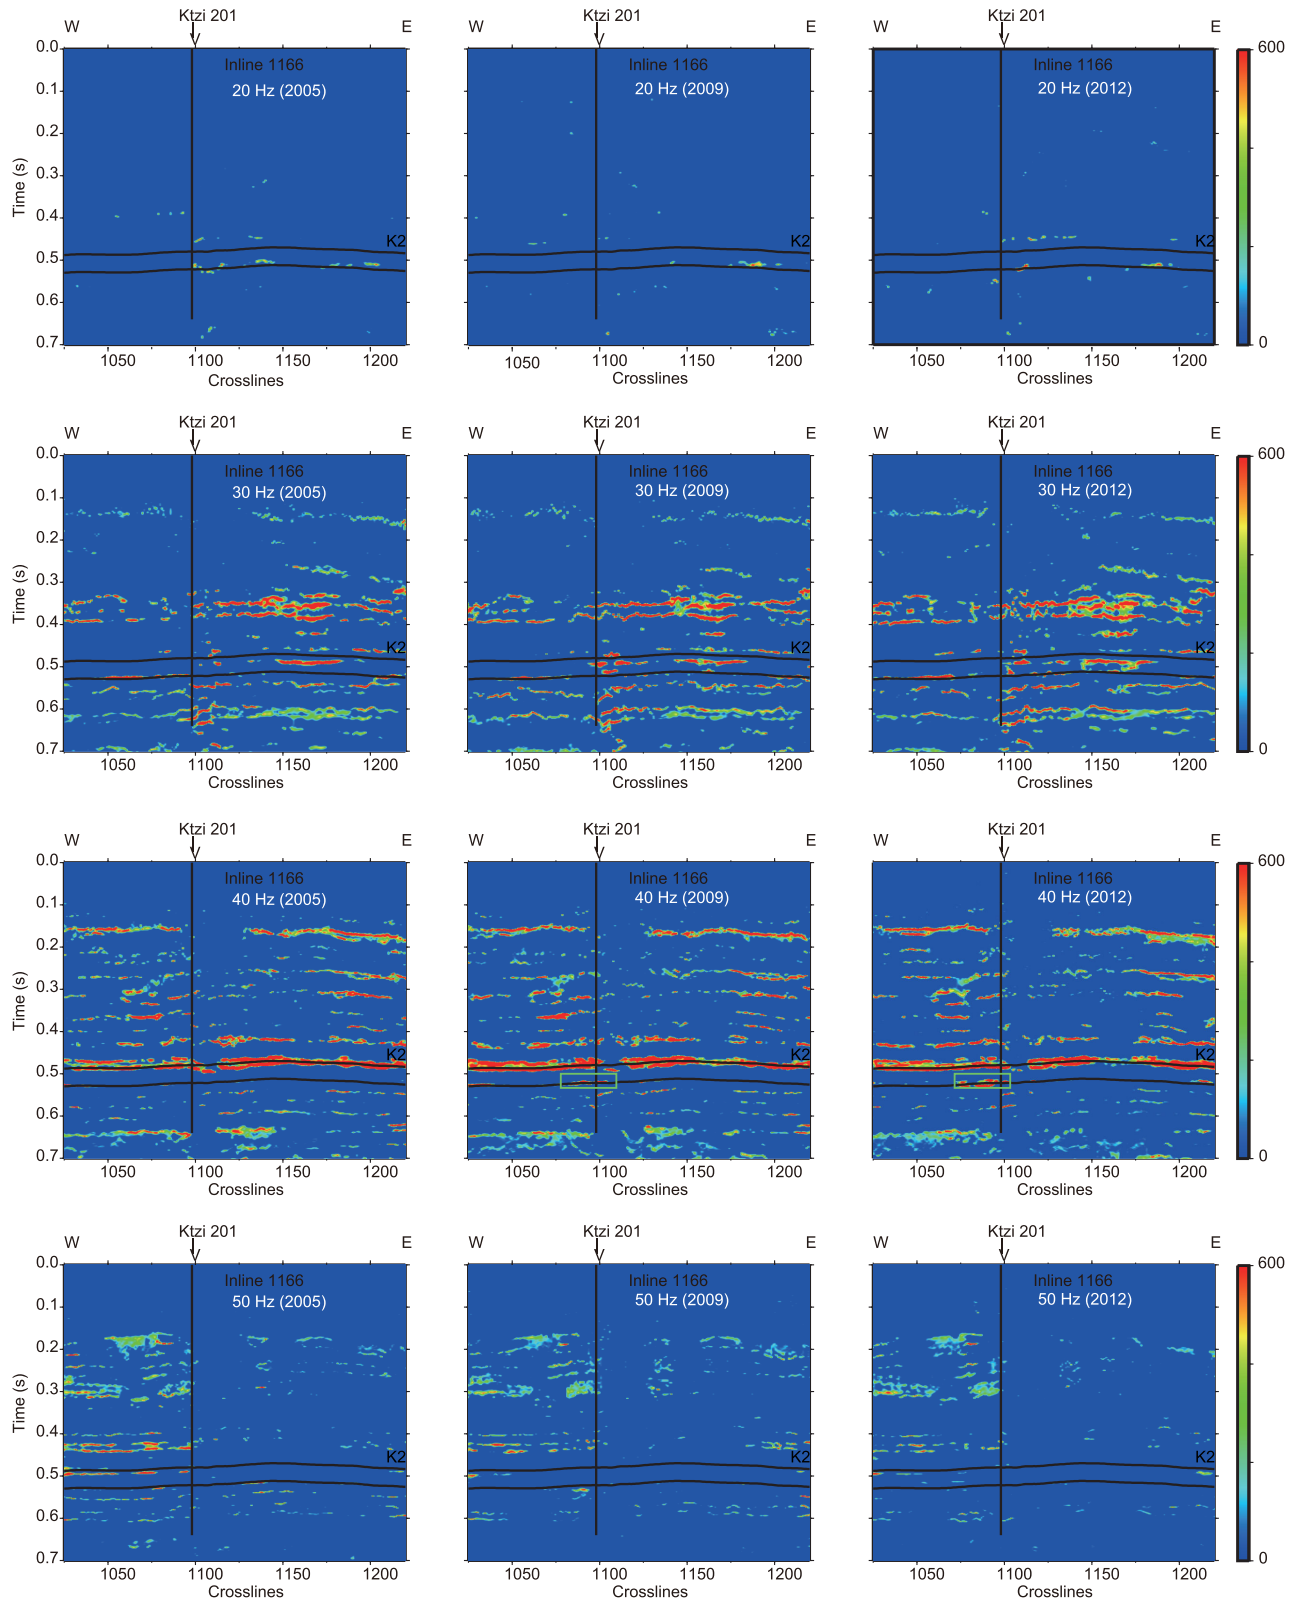 Ktzi 201 Ktzi 201 Ktzi 201
W E W E W E
0.0 600
Inline 1166 Inline 1166 Inline 1166
20 Hz (2005) 20 Hz (2009) 20 Hz (2012)
0.1
0.2
0.3
Time (s)
0.4
K2 K2 K2
0.5
0.6
0.7 0
1050 1100 1150 1200 1050 1100 1150 1200 1050 1100 1150 1200
Crosslines Crosslines Crosslines
Ktzi 201 Ktzi 201 Ktzi 201
W E W E W E
0.0 600
Inline 1166 Inline 1166 Inline 1166
30 Hz (2005) 30 Hz (2009) 30 Hz (2012)
0.1
0.2
0.3
Time (s)
0.4
K2 K2 K2
0.5
0.6
0.7 0
1050 1100 1150 1200 1050 1100 1150 1200 1050 1100 1150 1200
Crosslines Crosslines Crosslines
Ktzi 201 Ktzi 201 Ktzi 201
W E W E W E
0.0 600
Inline 1166 Inline 1166 Inline 1166
40 Hz (2005) 40 Hz (2009) 40 Hz (2012)
0.1
0.2
0.3
Time (s)
0.4
K2 K2 K2
0.5
0.6
0.7 0
1050 1100 1150 1200 1050 1100 1150 1200 1050 1100 1150 1200
Crosslines Crosslines Crosslines
Ktzi 201 Ktzi 201 Ktzi 201
W E W E W E
0.0 600
Inline 1166 Inline 1166 Inline 1166
50 Hz (2005) 50 Hz (2009) 50 Hz (2012)
0.1
0.2
0.3
Time (s)
0.4
K2 K2 K2
0.5
0.6
0.7 0
1050 1100 1150 1200 1050 1100 1150 1200 1050 1100 1150 1200
Crosslines Crosslines Crosslines